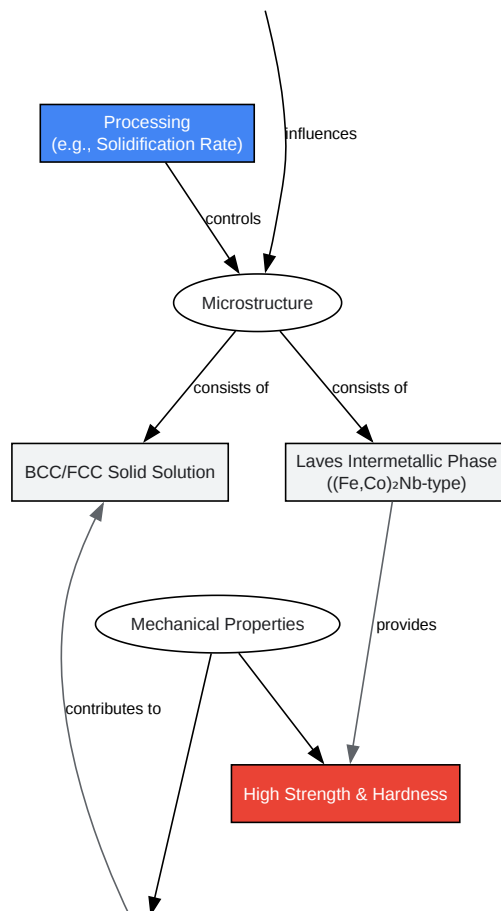 Processing
(e.g., Solidification Rate)
influences
controls
Microstructure
consists of
consists of
BCC/FCC Solid Solution
Laves Intermetallic Phase
((Fe,Co)₂Nb-type)
Mechanical Properties
provides
contributes to
High Strength & Hardness